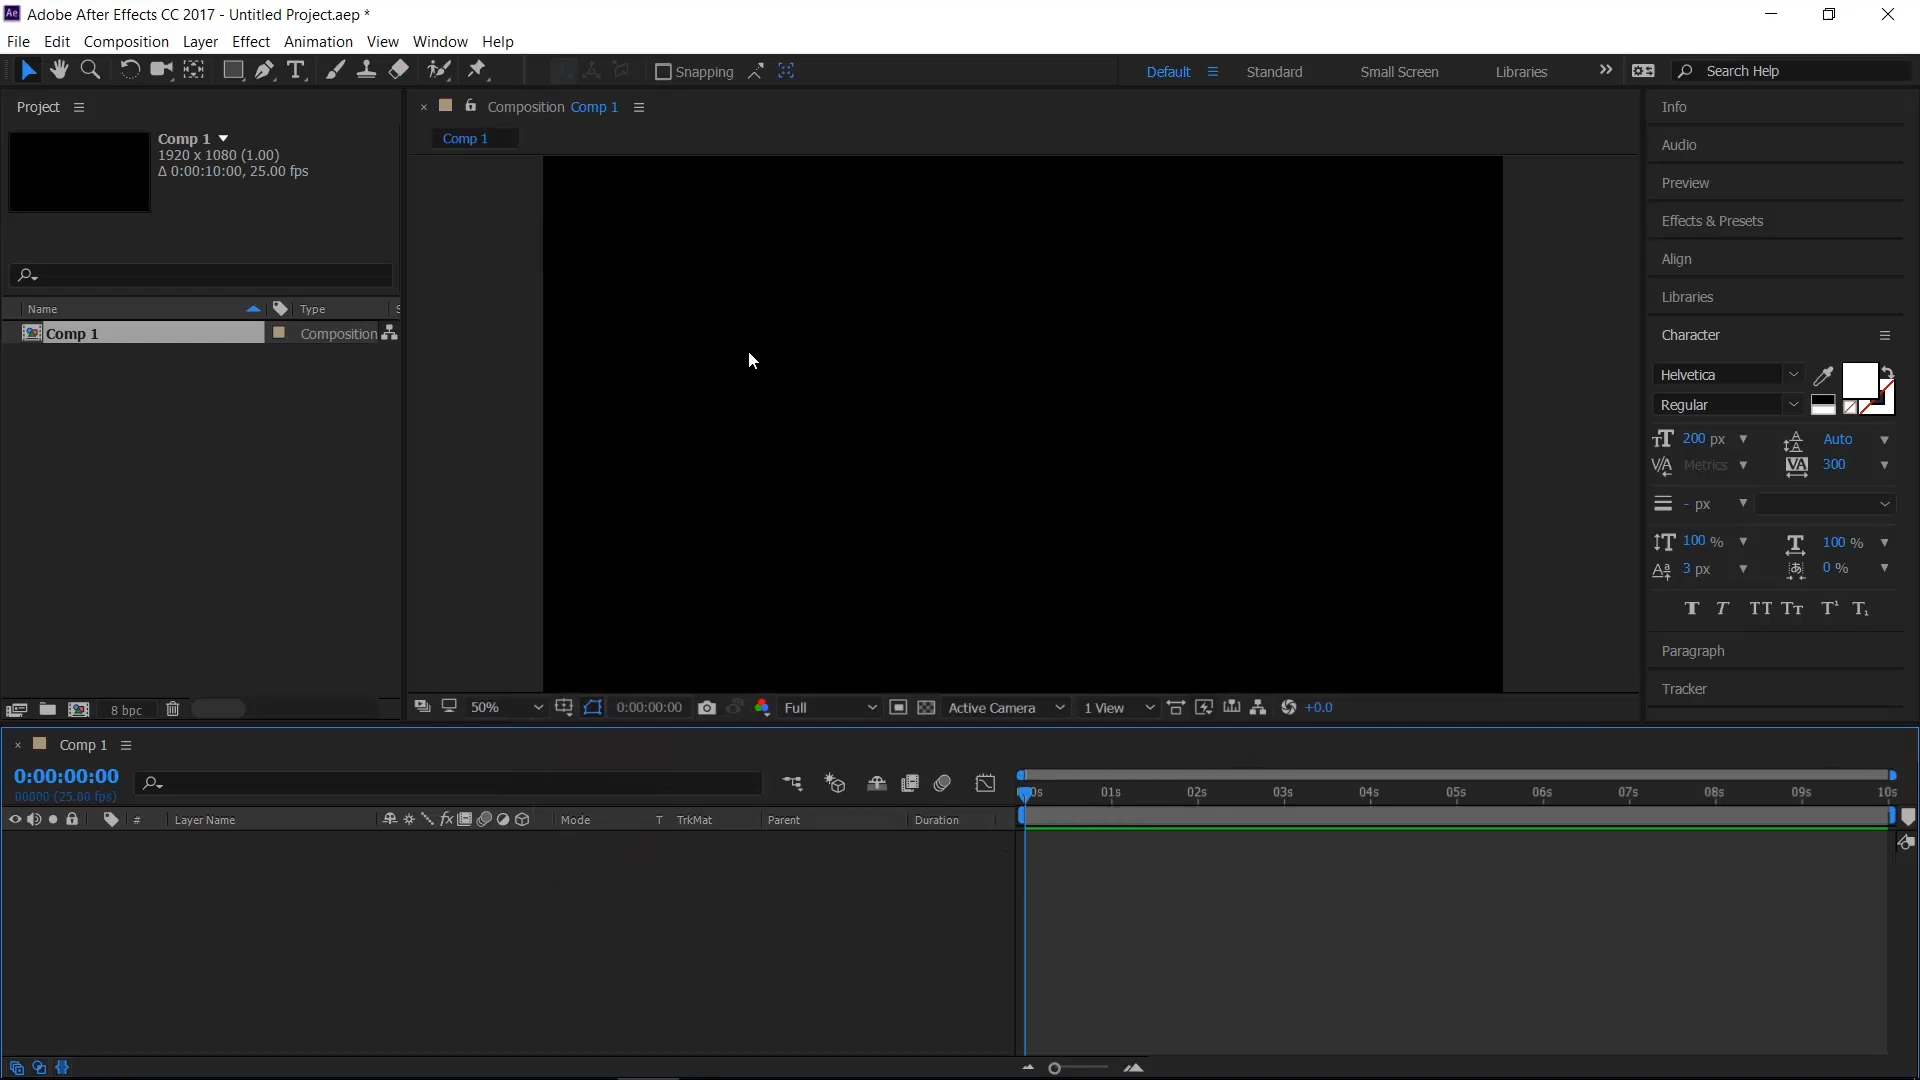 Adobe After Effects CC 2017 - Untitled Project.aep *
File Edit Composition Layer Effect Animation View Window Help
Snapping Default Standard Small Screen Libraries Search Help
Project
Comp 1
1920 x 1080 (1.00)
Δ 0:00:10:00, 25.00 fps
Name Type
Comp 1 Composition
8 bpc
Composition Comp 1
Comp 1
50% 0:00:00:00 Full Active Camera 1 View +0.0
Info
Audio
Preview
Effects & Presets
Align
Libraries
Character
Helvetica
Regular
200 px Auto
Metrics 300
- px
100 % 100 %
3 px 0 %
Paragraph
Tracker
Comp 1
0:00:00:00
00000 (25.00 fps)
# Layer Name Mode T TrkMat Parent Duration
0s 01s 02s 03s 04s 05s 06s 07s 08s 09s 10s